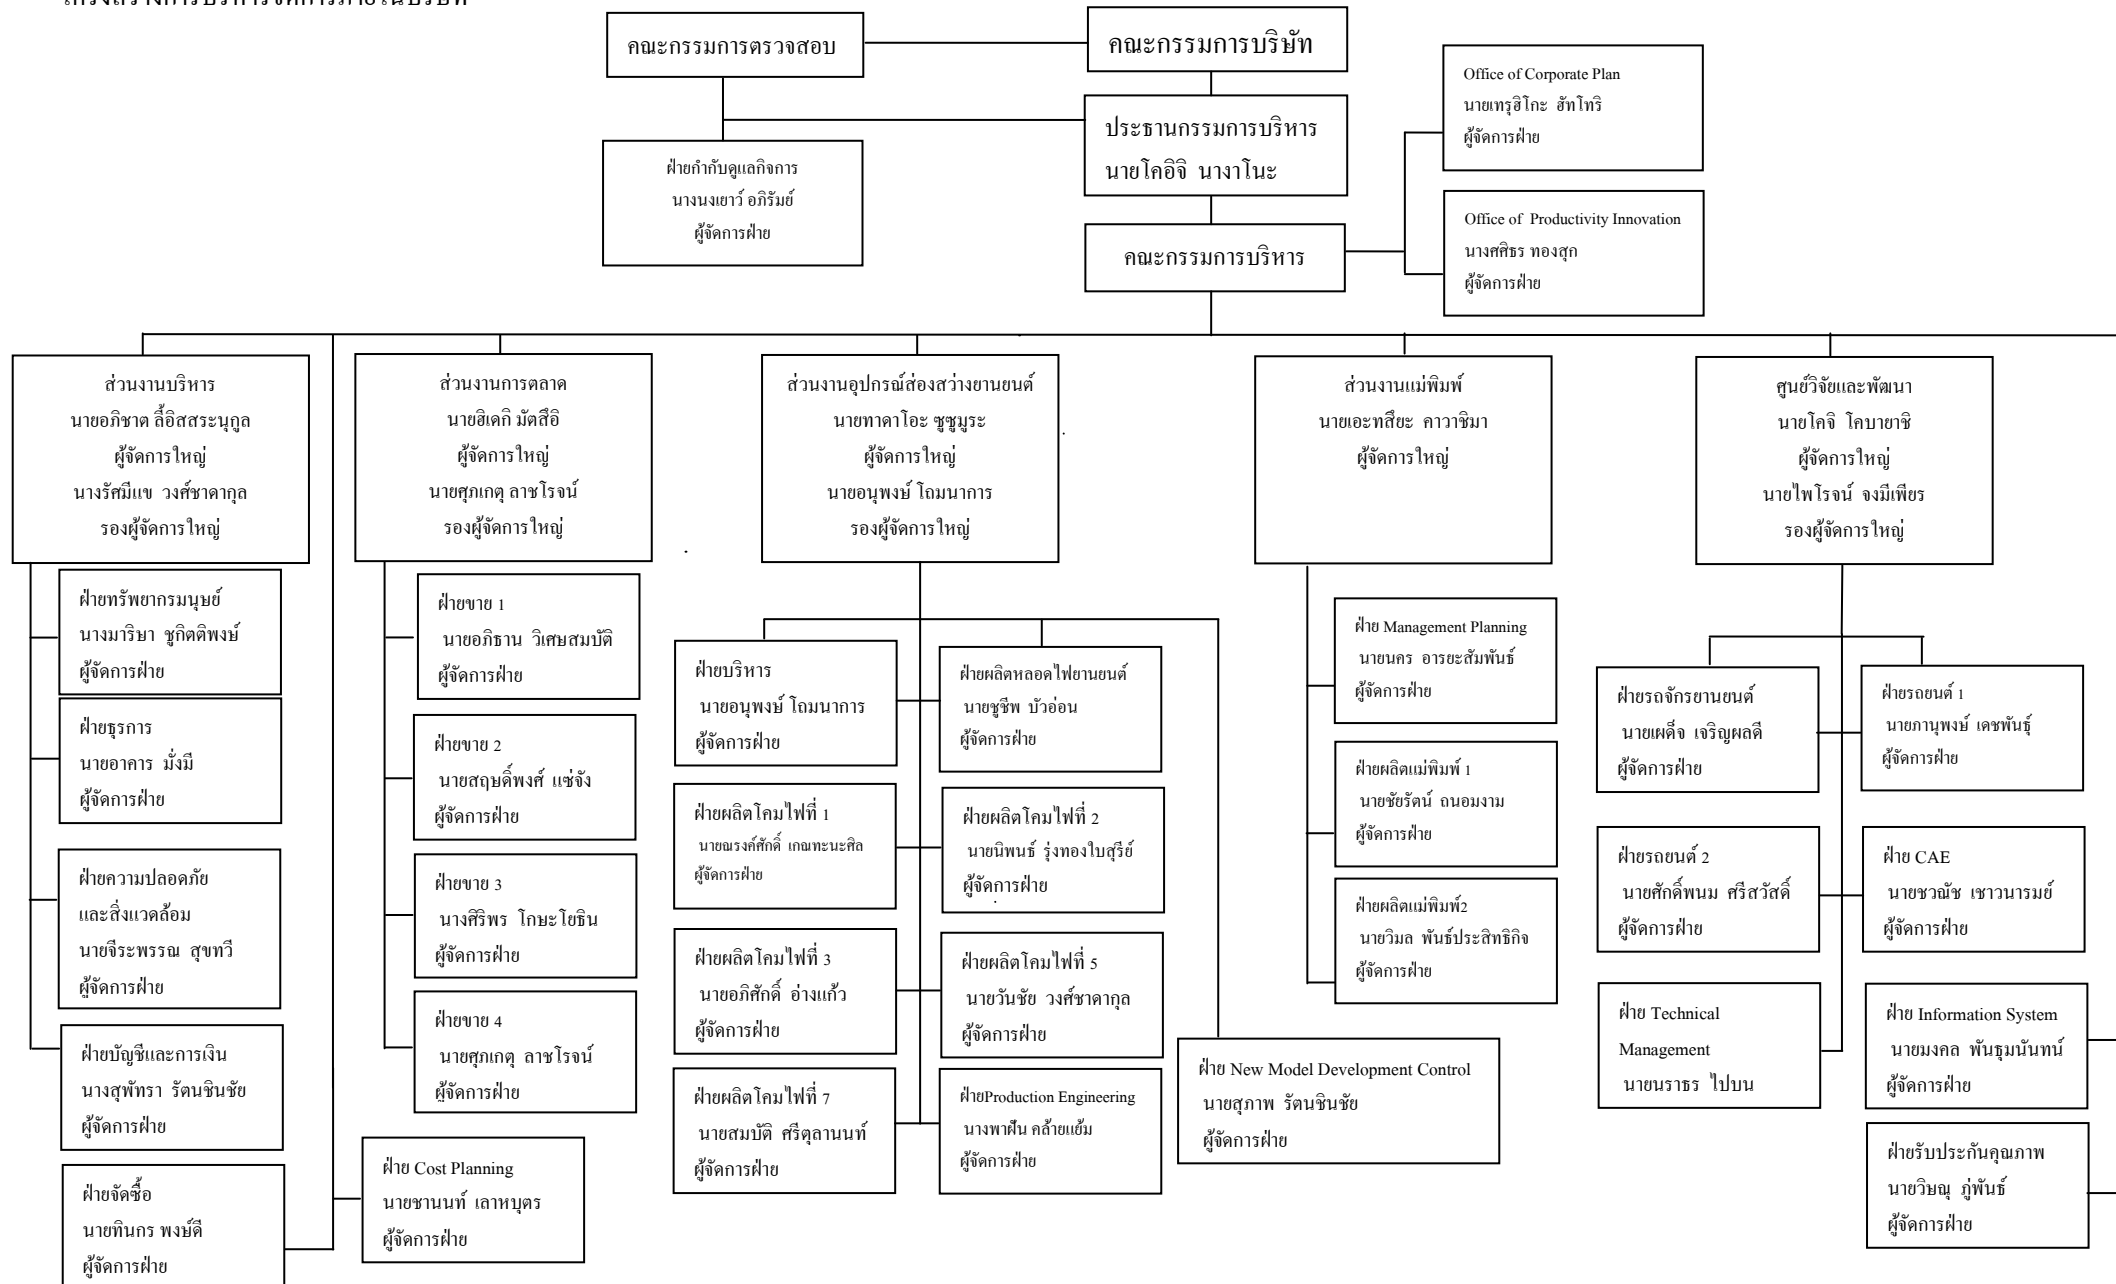 โครงสร้างการบริหารจัดการภายในบริษัท
คณะกรรมการตรวจสอบ
คณะกรรมการบริษัท
Office of Corporate Plan
นายเทรุฮิโกะ ฮัทโทริ
ผู้จัดการฝ่าย
ประธานกรรมการบริหาร
นายโคอิจิ นางาโนะ
ฝ่ายกำกับดูแลกิจการ
นางนงเยาว์ อภิรัมย์
ผู้จัดการฝ่าย
Office of Productivity Innovation
นางศศิธร ทองสุก
ผู้จัดการฝ่าย
คณะกรรมการบริหาร
ส่วนงานบริหาร
นายอภิชาต ลี้อิสสระนุกูล
ผู้จัดการใหญ่
นางรัศมีแข วงศ์ชาดากุล
รองผู้จัดการใหญ่
ส่วนงานการตลาด
นายฮิเดกิ มัตสึอิ
ผู้จัดการใหญ่
นายศุภเกตุ ลาชโรจน์
รองผู้จัดการใหญ่
ส่วนงานอุปกรณ์ส่องสว่างยานยนต์
นายทาดาโอะ ซูซูมูระ
ผู้จัดการใหญ่
นายอนุพงษ์ โถมนาการ
รองผู้จัดการใหญ่
ส่วนงานแม่พิมพ์
นายเอะทสึยะ คาวาชิมา
ผู้จัดการใหญ่
ศูนย์วิจัยและพัฒนา
นายโคจิ โคบายาชิ
ผู้จัดการใหญ่
นายไพโรจน์ จงมีเพียร
รองผู้จัดการใหญ่
ฝ่ายทรัพยากรมนุษย์
นางมาริษา ชูกิตติพงษ์
ผู้จัดการฝ่าย
ฝ่ายธุรการ
นายอาคาร มั่งมี
ผู้จัดการฝ่าย
ฝ่ายความปลอดภัย
และสิ่งแวดล้อม
นายจีระพรรณ สุขทวี
ผู้จัดการฝ่าย
ฝ่ายบัญชีและการเงิน
นางสุพัทรา รัตนชินชัย
ผู้จัดการฝ่าย
ฝ่ายจัดซื้อ
นายทินกร พงษ์ดี
ผู้จัดการฝ่าย
ฝ่าย Cost Planning
นายชานนท์ เลาหบุตร
ผู้จัดการฝ่าย
ฝ่ายขาย 1
นายอภิธาน วิเศษสมบัติ
ผู้จัดการฝ่าย
ฝ่ายขาย 2
นายสฤษดิ์พงศ์ แซ่จัง
ผู้จัดการฝ่าย
ฝ่ายขาย 3
นางศิริพร โกษะโยธิน
ผู้จัดการฝ่าย
ฝ่ายขาย 4
นายศุภเกตุ ลาชโรจน์
ผู้จัดการฝ่าย
ฝ่ายบริหาร
นายอนุพงษ์ โถมนาการ
ผู้จัดการฝ่าย
ฝ่ายผลิตหลอดไฟยานยนต์
นายชูชีพ บัวอ่อน
ผู้จัดการฝ่าย
ฝ่ายผลิตโคมไฟที่ 1
นายณรงค์ศักดิ์ เกณทะนะศิล
ผู้จัดการฝ่าย
ฝ่ายผลิตโคมไฟที่ 2
นายนิพนธ์ รุ่งทองใบสุรีย์
ผู้จัดการฝ่าย
ฝ่ายผลิตโคมไฟที่ 3
นายอภิศักดิ์ อ่างแก้ว
ผู้จัดการฝ่าย
ฝ่ายผลิตโคมไฟที่ 5
นายวันชัย วงศ์ชาดากุล
ผู้จัดการฝ่าย
ฝ่ายผลิตโคมไฟที่ 7
นายสมบัติ ศรีตุลานนท์
ผู้จัดการฝ่าย
ฝ่ายProduction Engineering
นางพาฝัน คล้ายแย้ม
ผู้จัดการฝ่าย
ฝ่าย New Model Development Control
นายสุภาพ รัตนชินชัย
ผู้จัดการฝ่าย
ฝ่าย Management Planning
นายนคร อารยะสัมพันธ์
ผู้จัดการฝ่าย
ฝ่ายผลิตแม่พิมพ์ 1
นายชัยรัตน์ ถนอมงาม
ผู้จัดการฝ่าย
ฝ่ายผลิตแม่พิมพ์2
นายวิมล พันธ์ประสิทธิกิจ
ผู้จัดการฝ่าย
ฝ่ายรถจักรยานยนต์
นายเผด็จ เจริญผลดี
ผู้จัดการฝ่าย
ฝ่ายรถยนต์ 1
นายภานุพงษ์ เดชพันธุ์
ผู้จัดการฝ่าย
ฝ่ายรถยนต์ 2
นายศักดิ์พนม ศรีสวัสดิ์
ผู้จัดการฝ่าย
ฝ่าย CAE
นายชวณัช เชาวนารมย์
ผู้จัดการฝ่าย
ฝ่าย Technical
Management
นายนราธร ไปบน
ฝ่าย Information System
นายมงคล พันธุมนันทน์
ผู้จัดการฝ่าย
ฝ่ายรับประกันคุณภาพ
นายวิษณุ ภู่พันธ์
ผู้จัดการฝ่าย